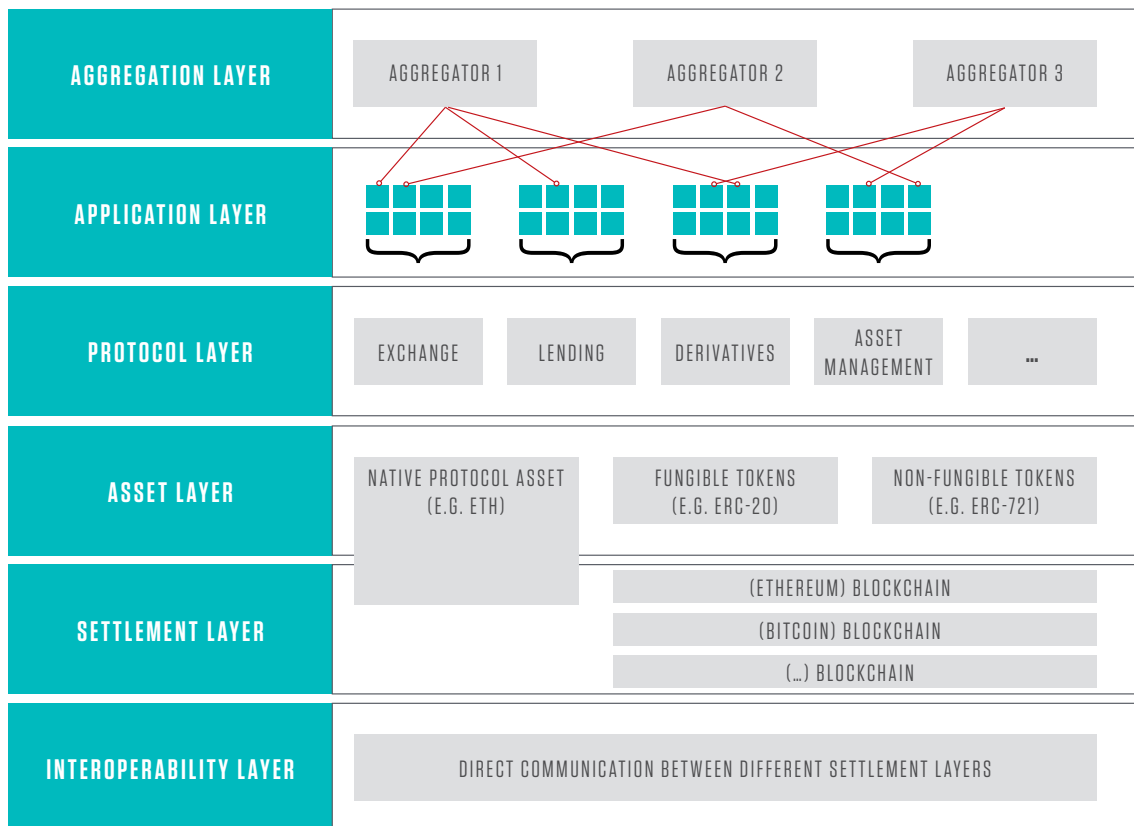 AGGREGATION LAYER
AGGREGATOR 1
AGGREGATOR 2
AGGREGATOR 3
APPLICATION LAYER
PROTOCOL LAYER
EXCHANGE
LENDING
DERIVATIVES
ASSET
MANAGEMENT
...
ASSET LAYER
NATIVE PROTOCOL ASSET
(E.G. ETH)
FUNGIBLE TOKENS
(E.G. ERC-20)
NON-FUNGIBLE TOKENS
(E.G. ERC-721)
SETTLEMENT LAYER
(ETHEREUM) BLOCKCHAIN
(BITCOIN) BLOCKCHAIN
(...) BLOCKCHAIN
INTEROPERABILITY LAYER
DIRECT COMMUNICATION BETWEEN DIFFERENT SETTLEMENT LAYERS